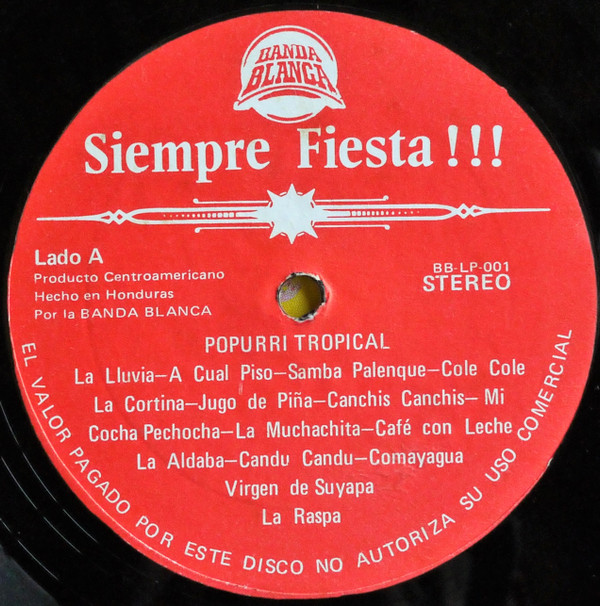 BANDA
BLANCA
Siempre Fiesta!!!
Lado A
Producto Centroamericano
Hecho en Honduras
Por la BANDA BLANCA
BB-LP-001
STEREO
POPURRI TROPICAL
La Lluvia—A Cual Piso—Samba Palenque—Cole Cole
La Cortina—Jugo de Piña—Canchis Canchis—Mi
Cocha Pechocha—La Muchachita—Café con Leche
La Aldaba—Candu Candu—Comayagua
Virgen de Suyapa
La Raspa
EL VALOR PAGADO POR ESTE DISCO NO AUTORIZA SU USO COMERCIAL